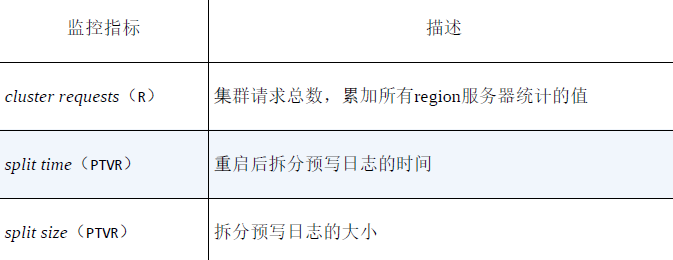 监控指标 描述
cluster requests（R） 集群请求总数，累加所有region服务器统计的值
split time（PTVR） 重启后拆分预写日志的时间
split size（PTVR） 拆分预写日志的大小